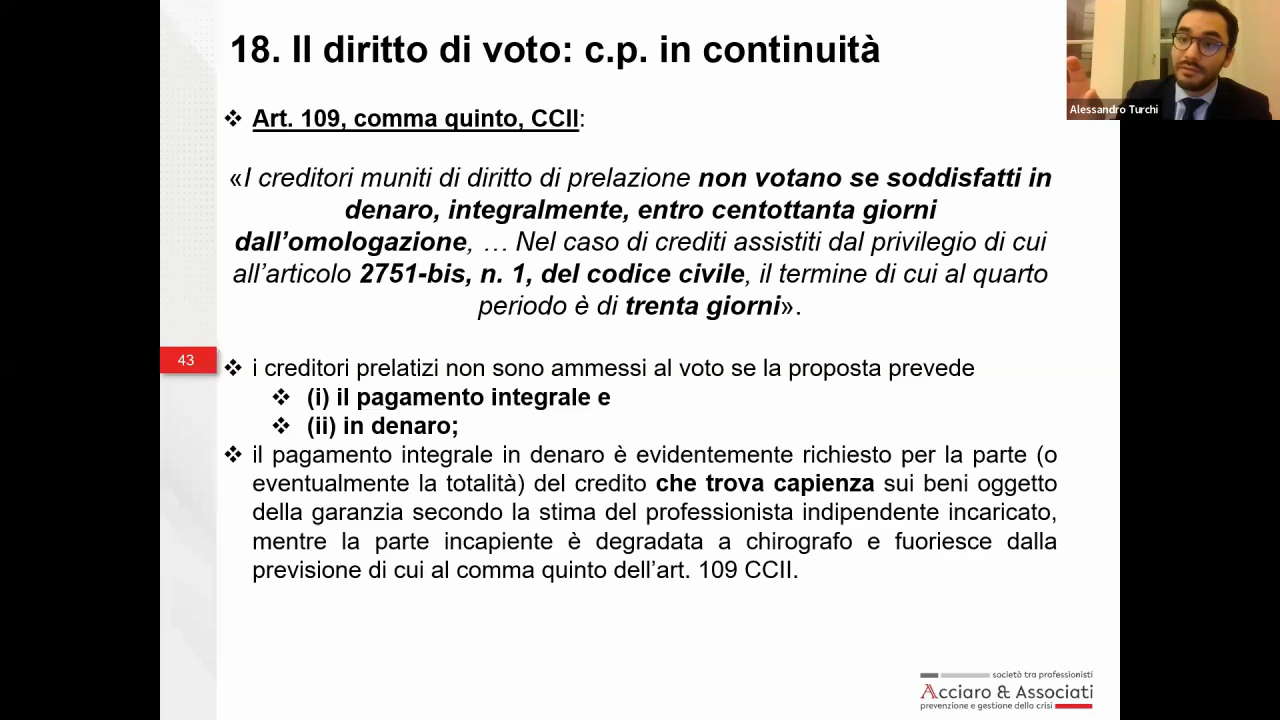 18. Il diritto di voto: c.p. in continuità
Alessandro Turchi
❖ Art. 109, comma quinto, CCII:
«I creditori muniti di diritto di prelazione non votano se soddisfatti in
denaro, integralmente, entro centottanta giorni
dall’omologazione, … Nel caso di crediti assistiti dal privilegio di cui
all’articolo 2751-bis, n. 1, del codice civile, il termine di cui al quarto
periodo è di trenta giorni».
43
❖ i creditori prelatizi non sono ammessi al voto se la proposta prevede
❖ (i) il pagamento integrale e
❖ (ii) in denaro;
❖ il pagamento integrale in denaro è evidentemente richiesto per la parte (o
eventualmente la totalità) del credito che trova capienza sui beni oggetto
della garanzia secondo la stima del professionista indipendente incaricato,
mentre la parte incapiente è degradata a chirografo e fuoriesce dalla
previsione di cui al comma quinto dell’art. 109 CCII.
società tra professionisti
Acciaro & Associati
prevenzione e gestione della crisi